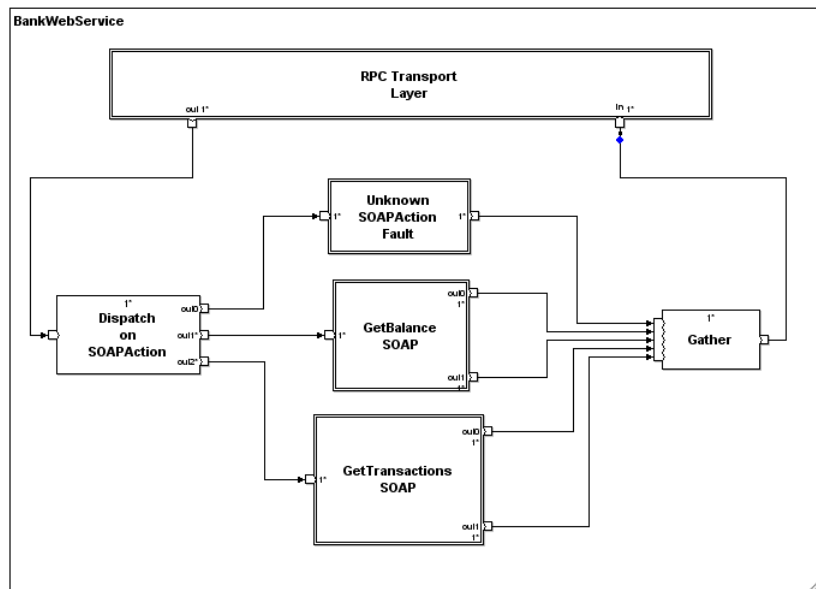 BankWebService
RPC Transport
Layer
out 1*
in 1*
Unknown
SOAPAction
Fault
1*
1*
1*
Dispatch
on
SOAPAction
out0
out1*
out2*
GetBalance
SOAP
1*
out0
1*
out1
1*
1*
Gather
GetTransactions
SOAP
1*
out0
1*
out1
1*